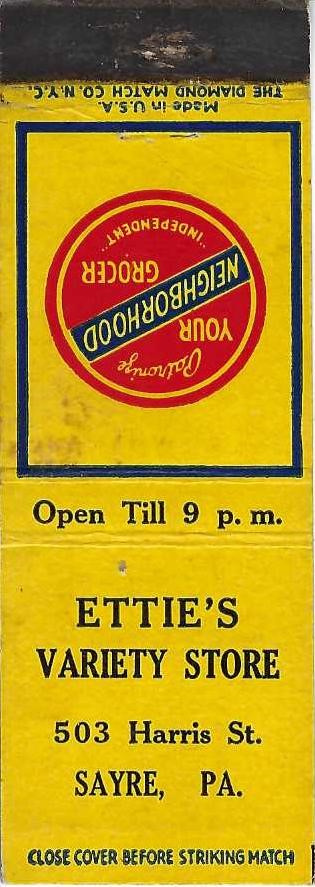 Made in U.S.A.
THE DIAMOND MATCH CO. N.Y.C.
Patronize
YOUR
NEIGHBORHOOD
GROCER
"INDEPENDENT"
Open Till 9 p. m.
ETTIE'S
VARIETY STORE
503 Harris St.
SAYRE, PA.
CLOSE COVER BEFORE STRIKING MATCH